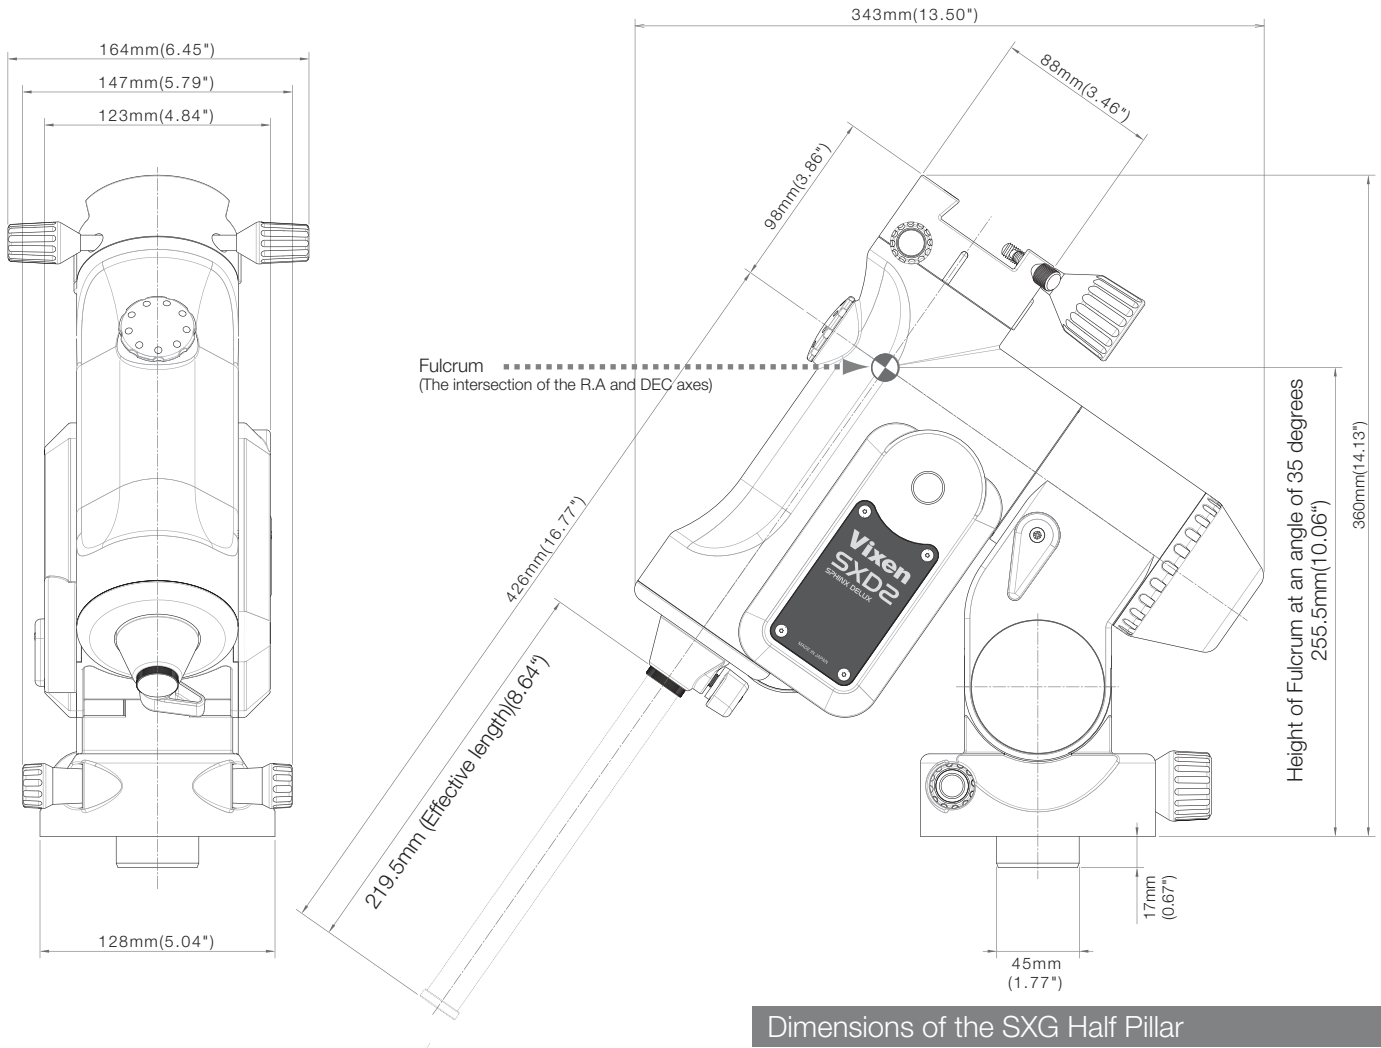 343mm(13.50")
164mm(6.45")
147mm(5.79")
123mm(4.84")
88mm(3.46")
98mm(3.86")
Fulcrum
(The intersection of the R.A and DEC axes)
426mm(16.77")
219.5mm (Effective length)(8.64")
Vixen
SXD2
SPHINX DELUX
MADE IN JAPAN
Height of Fulcrum at an angle of 35 degrees
255.5mm(10.06")
360mm(14.13")
17mm
(0.67")
128mm(5.04")
45mm
(1.77")
Dimensions of the SXG Half Pillar